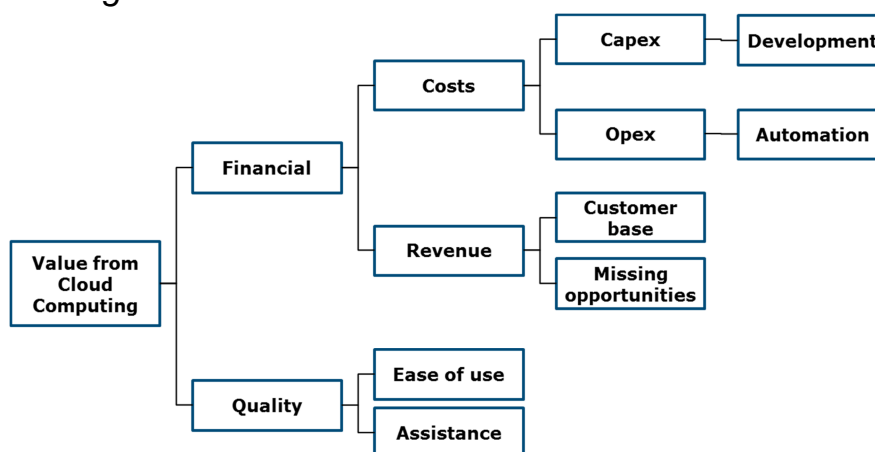 Capex
Development
Costs
Opex
Automation
Financial
Customer
base
Revenue
Value from
Cloud
Computing
Missing
opportunities
Ease of use
Quality
Assistance